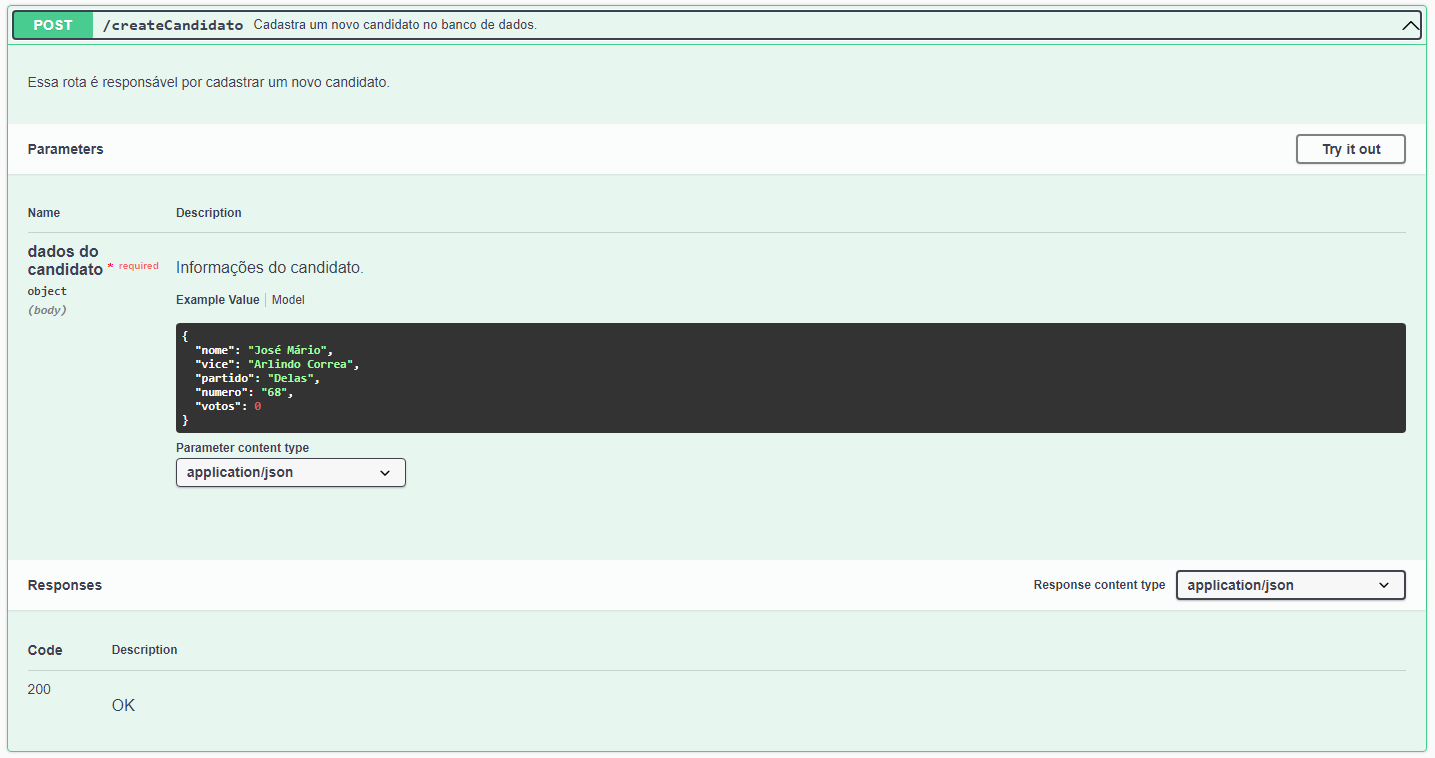 POST /createCandidato Cadastra um novo candidato no banco de dados.
Essa rota é responsável por cadastrar um novo candidato.
Parameters Try it out
Name Description
dados do
candidato * required
object
(body)
Informações do candidato.
Example Value Model
{
"nome": "José Mário",
"vice": "Arlindo Correa",
"partido": "Delas",
"numero": "68",
"votos": 0
}
Parameter content type
application/json
Responses Response content type application/json
Code Description
200
OK